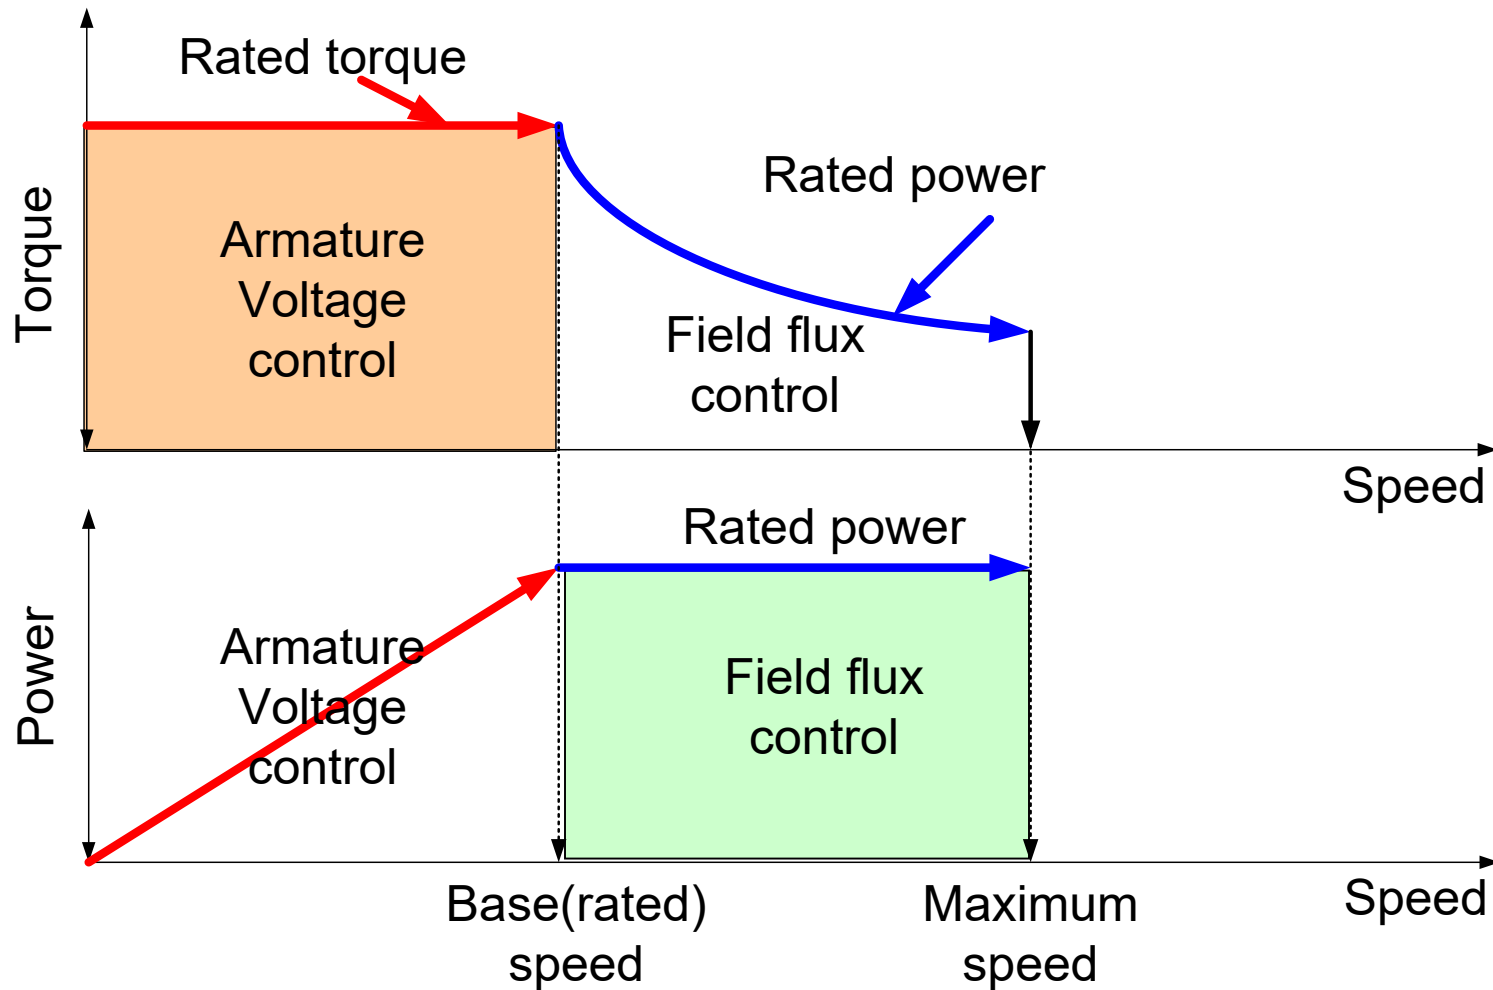 Rated torque
Torque
Armature
Voltage
control
Rated power
Field flux
control
Speed
Rated power
Power
Armature
Voltage
control
Field flux
control
Speed
Base(rated)
speed
Maximum
speed